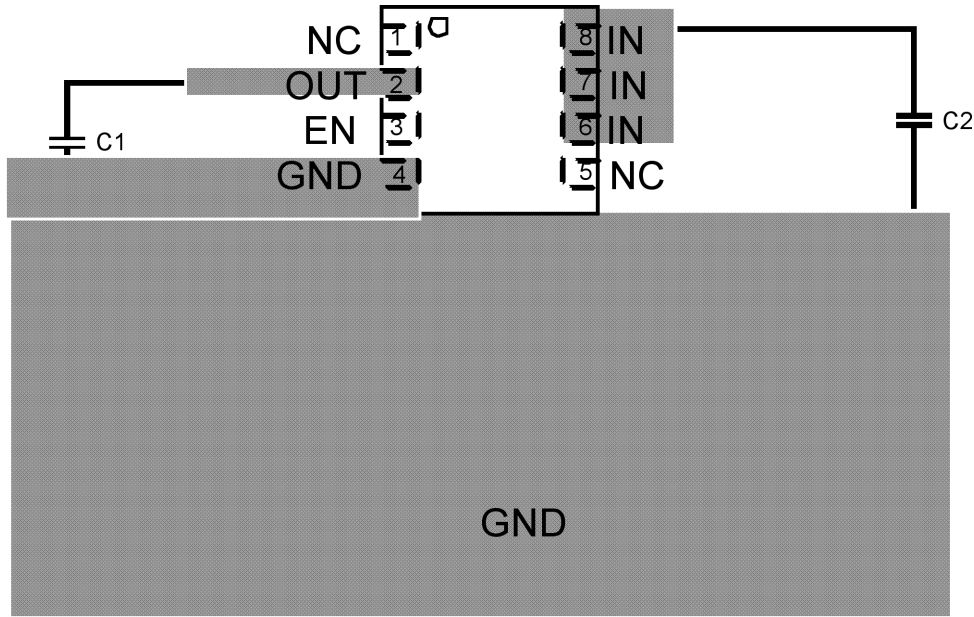 NC 1 8 IN
OUT 2 7 IN
EN 3 6 IN
C1 C2
GND 4 5 NC
GND